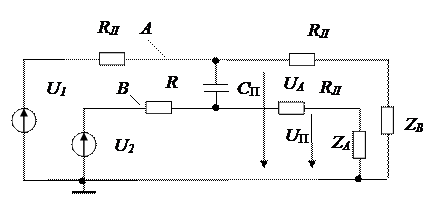 R_Л A R_Л
U_1 B R C_П U_A R_Л
U_2 U_П Z_A Z_B